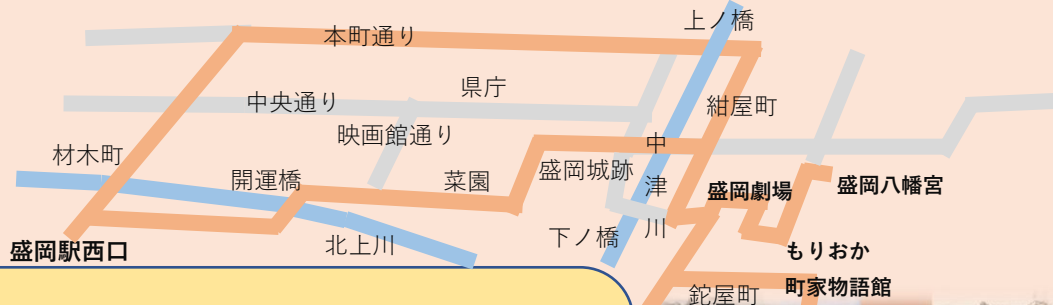 上ノ橋
本町通り
県庁
中央通り
紺屋町
映画館通り
中津川
材木町
開運橋
菜園
盛岡城跡
盛岡劇場
盛岡八幡宮
盛岡駅西口
北上川
下ノ橋
もりおか
町家物語館
鉈屋町